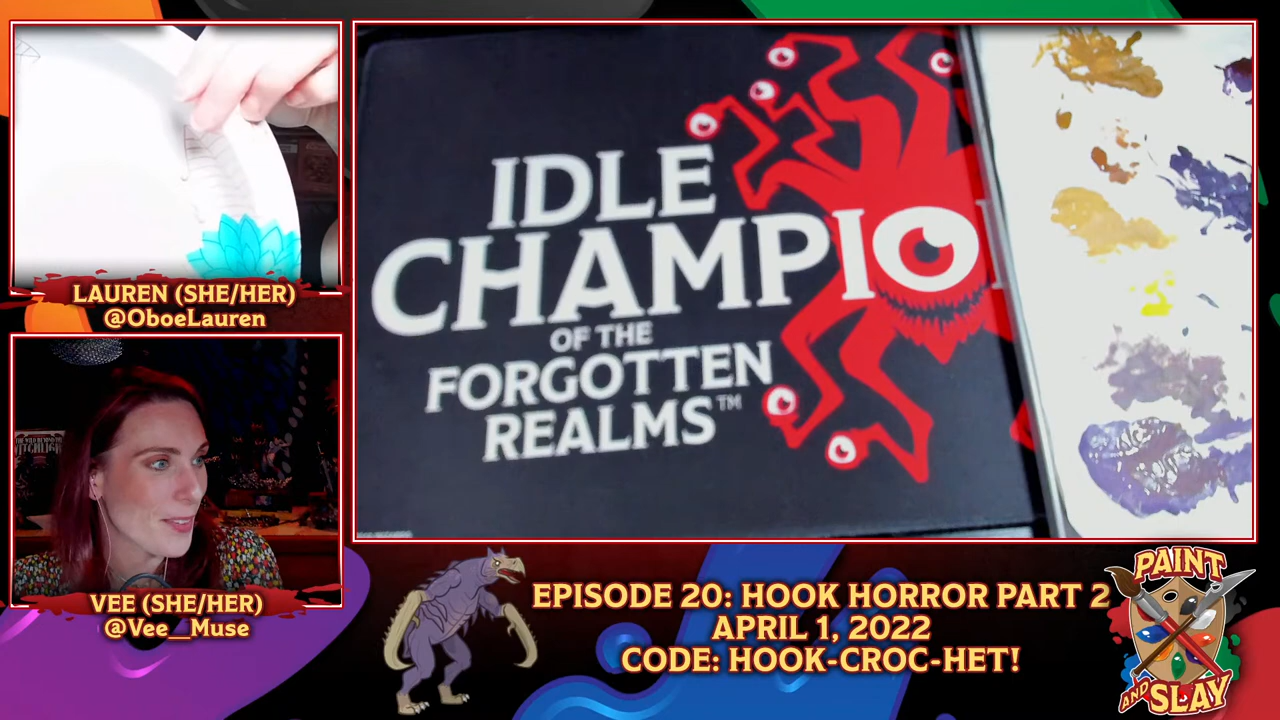 LAUREN (SHE/HER)
@OboeLauren
VEE (SHE/HER)
@Vee__Muse
IDLE
CHAMPIO
OF THE
FORGOTTEN
REALMS™
EPISODE 20: HOOK HORROR PART 2
APRIL 1, 2022
CODE: HOOK-CROC-HET!
PAINT
AND SLAY